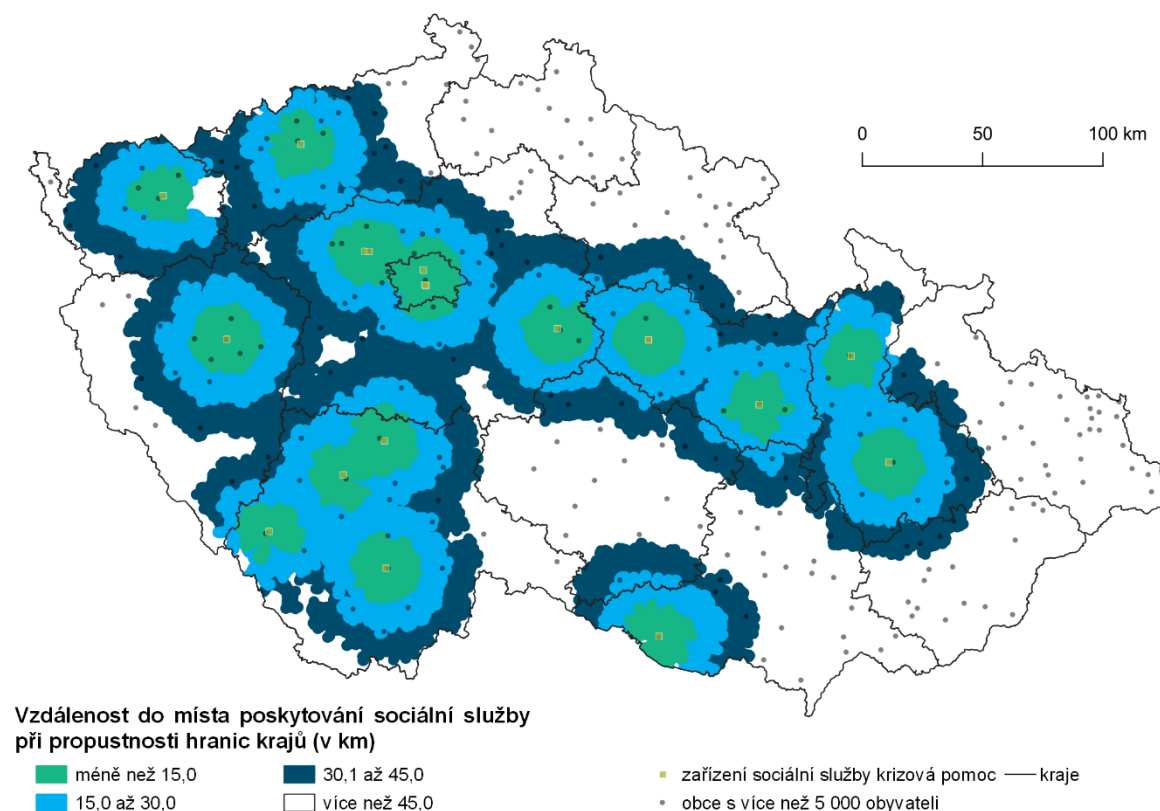 0 50 100 km
Vzdálenost do místa poskytování sociální služby
při propustnosti hranic krajů (v km)
méně než 15,0
15,0 až 30,0
30,1 až 45,0
více než 45,0
zařízení sociální služby krizová pomoc
kraje
obce s více než 5 000 obyvateli